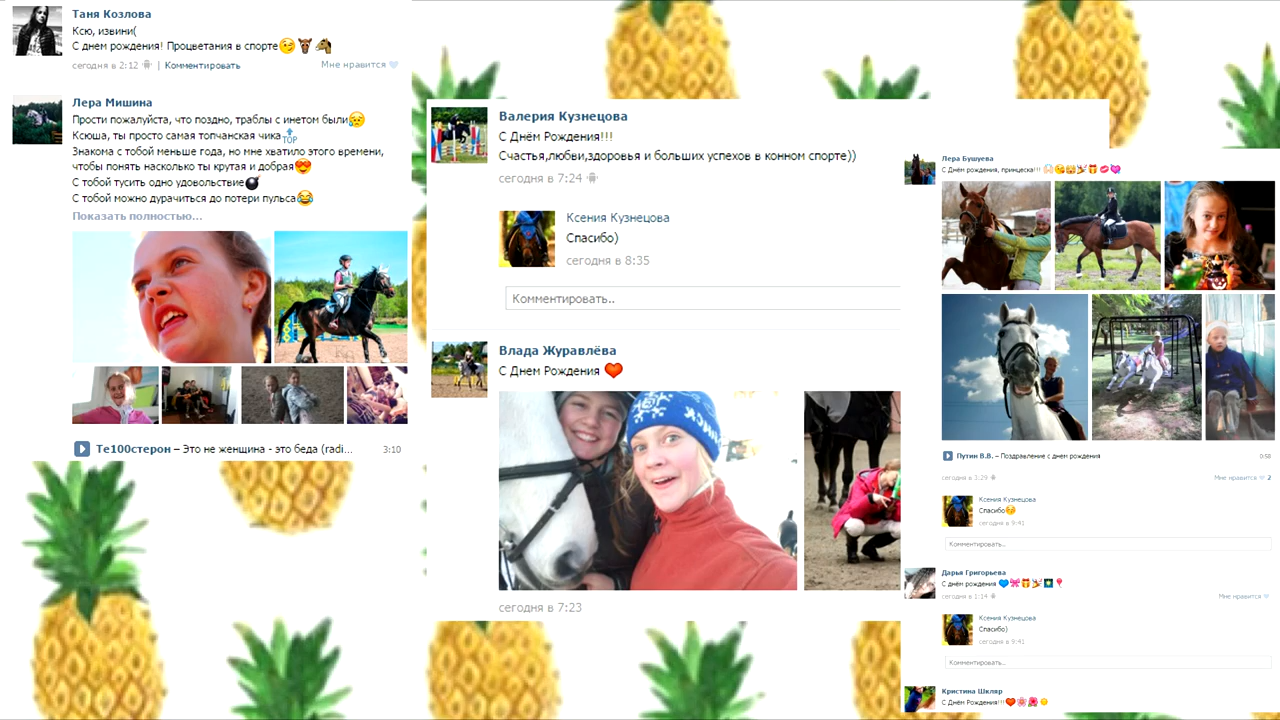 Таня Козлова
Ксю, извини(
С днем рождения! Процветания в спорте😏🐴🐴
сегодня в 2:12 | Комментировать
Мне нравится
Лера Мишина
Прости пожалуйста, что поздно, траблы с инетом были😥
Ксюша, ты просто самая топчанская чика🔝
Знакома с тобой меньше года, но мне хватило этого времени,
чтобы понять насколько ты крутая и добрая😍
С тобой тусить одно удовольствие💣
С тобой можно дурачиться до потери пульса😂
Показать полностью...
Те100стерон – Это не женщина - это беда (radi...
3:10
Валерия Кузнецова
С Днём Рождения!!!
Счастья,любви,здоровья и больших успехов в конном спорте))
сегодня в 7:24
Ксения Кузнецова
Спасибо)
сегодня в 8:35
Комментировать..
Влада Журавлёва
С Днем Рождения ❤
сегодня в 7:23
Лера Бушуева
С Днём рождения, принцеска!!!
Путин В.В. – Поздравление с днем рождения
0:58
сегодня в 3:29
Мне нравится 2
Ксения Кузнецова
Спасибо
сегодня в 9:41
Комментировать..
Дарья Григорьева
С днём рождения
сегодня в 1:14
Мне нравится
Ксения Кузнецова
Спасибо)
сегодня в 9:41
Комментировать..
Кристина Шкляр
С Днём Рождения!!!